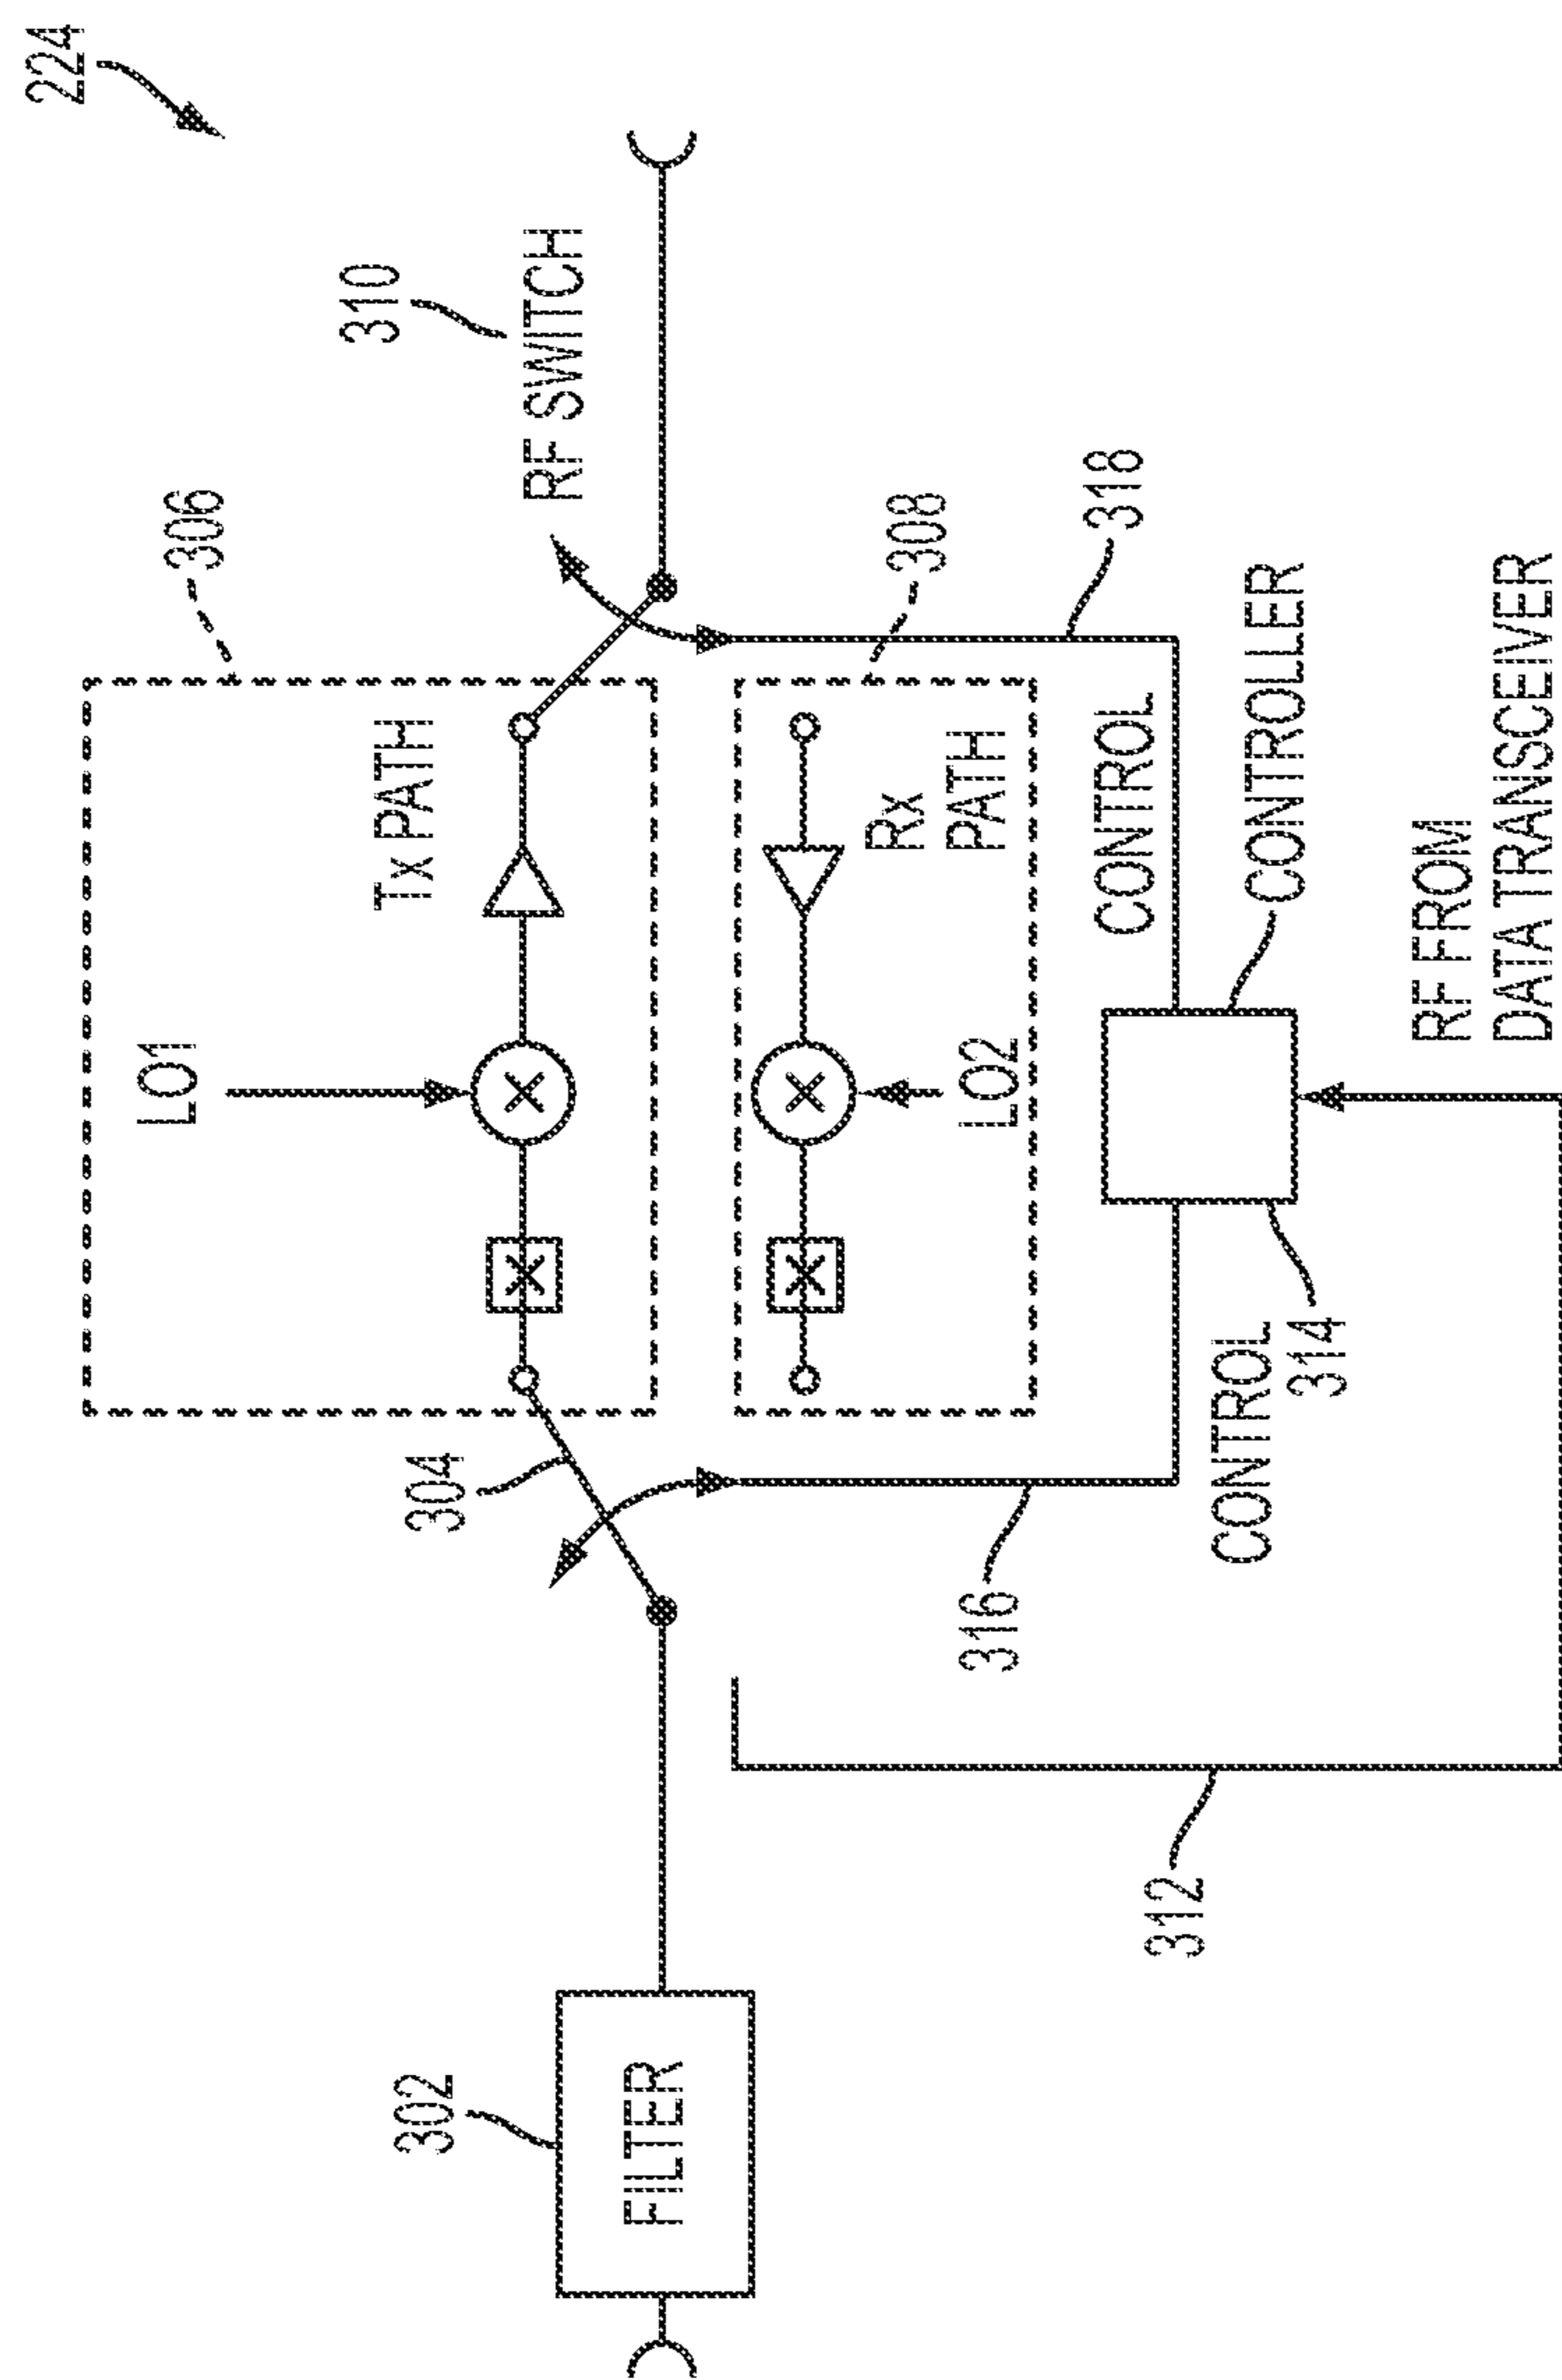 224
310
RF SWITCH
306
Tx PATH
LO1
304
302
FILTER
308
Rx
PATH
LO2
318
CONTROL
CONTROLLER
314
CONTROL
316
312
RF FROM
DATA TRANSCEIVER